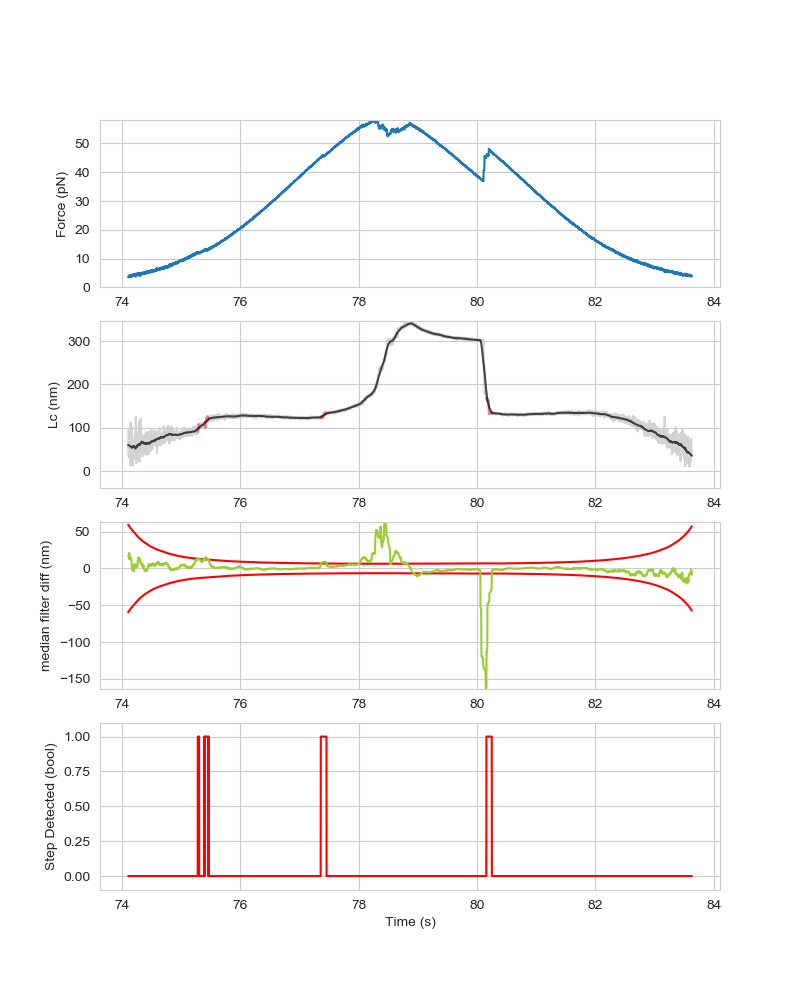 50
40
30
20
10
0
Force (pN)
74 76 78 80 82 84
300
200
100
0
Lc (nm)
74 76 78 80 82 84
50
0
−50
−100
−150
median filter diff (nm)
74 76 78 80 82 84
1.00
0.75
0.50
0.25
0.00
Step Detected (bool)
74 76 78 80 82 84
Time (s)